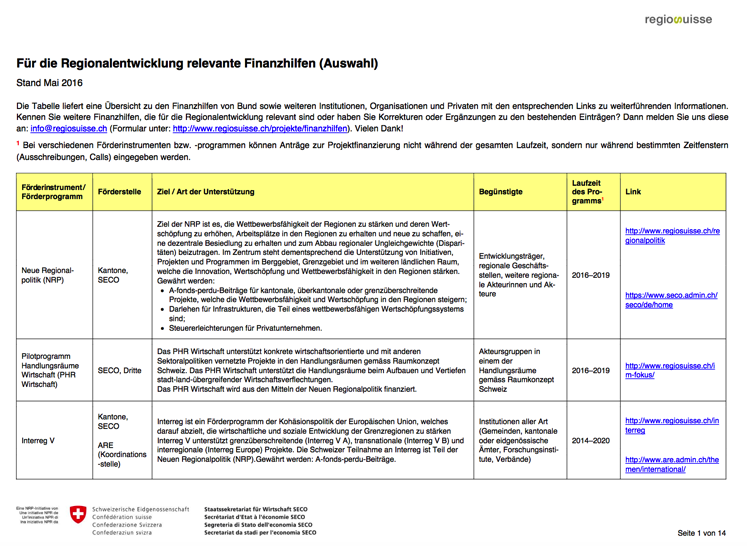 regiosuisse
Für die Regionalentwicklung relevante Finanzhilfen (Auswahl)
Stand Mai 2016
Die Tabelle liefert eine Übersicht zu den Finanzhilfen von Bund sowie weiteren Institutionen, Organisationen und Privaten mit den entsprechenden Links zu weiterführenden Informationen.
Kennen Sie weitere Finanzhilfen, die für die Regionalentwicklung relevant sind oder haben Sie Korrekturen oder Ergänzungen zu den bestehenden Einträgen? Dann melden Sie uns diese
an: info@regiosuisse.ch (Formular unter: http://www.regiosuisse.ch/projekte/finanzhilfen). Vielen Dank!
1 Bei verschiedenen Förderinstrumenten bzw. -programmen können Anträge zur Projektfinanzierung nicht während der gesamten Laufzeit, sondern nur während bestimmten Zeitfenstern
(Ausschreibungen, Calls) eingegeben werden.
Förderinstrument/
Förderprogramm
Förderstelle
Ziel / Art der Unterstützung
Begünstigte
Laufzeit
des Pro-
gramms1
Link
Neue Regional-
politik (NRP)
Kantone,
SECO
Ziel der NRP ist es, die Wettbewerbsfähigkeit der Regionen zu stärken und deren Wert-
schöpfung zu erhöhen, Arbeitsplätze in den Regionen zu erhalten und neue zu schaffen, ei-
ne dezentrale Besiedlung zu erhalten und zum Abbau regionaler Ungleichgewichte (Dispari-
täten) beizutragen. Im Zentrum steht dementsprechend die Unterstützung von Initiativen,
Projekten und Programmen im Berggebiet, Grenzgebiet und im weiteren ländlichen Raum,
welche die Innovation, Wertschöpfung und Wettbewerbsfähigkeit in den Regionen stärken.
Gewährt werden:
• A-fonds-perdu-Beiträge für kantonale, überkantonale oder grenzüberschreitende
Projekte, welche die Wettbewerbsfähigkeit und Wertschöpfung in den Regionen steigern;
• Darlehen für Infrastrukturen, die Teil eines wettbewerbsfähigen Wertschöpfungssystems
sind;
• Steuererleichterungen für Privatunternehmen.
Entwicklungsträger,
regionale Geschäfts-
stellen, weitere regiona-
le Akteurinnen und Ak-
teure
2016–2019
http://www.regiosuisse.ch/re
gionalpolitik
https://www.seco.admin.ch/
seco/de/home
Pilotprogramm
Handlungsräume
Wirtschaft (PHR
Wirtschaft)
SECO, Dritte
Das PHR Wirtschaft unterstützt konkrete wirtschaftsorientierte und mit anderen
Sektoralpolitiken vernetzte Projekte in den Handlungsräumen gemäss Raumkonzept
Schweiz. Das PHR Wirtschaft unterstützt die Handlungsräume beim Aufbauen und Vertiefen
stadt-land-übergreifender Wirtschaftsverflechtungen.
Das PHR Wirtschaft wird aus den Mitteln der Neuen Regionalpolitik finanziert.
Akteursgruppen in
einem der
Handlungsräume
gemäss Raumkonzept
Schweiz
2016–2019
http://www.regiosuisse.ch/i
m-fokus/
Interreg V
Kantone,
SECO
ARE
(Koordinations
-stelle)
Interreg ist ein Förderprogramm der Kohäsionspolitik der Europäischen Union, welches
darauf abzielt, die wirtschaftliche und soziale Entwicklung der Grenzregionen zu stärken
Interreg V unterstützt grenzüberschreitende (Interreg V A), transnationale (Interreg V B) und
interregionale (Interreg Europe) Projekte. Die Schweizer Teilnahme an Interreg ist Teil der
Neuen Regionalpolitik (NRP).Gewährt werden: A-fonds-perdu-Beiträge.
Institutionen aller Art
(Gemeinden, kantonale
oder eidgenössische
Ämter, Forschungsinsti-
tute, Verbände)
2014–2020
http://www.regiosuisse.ch/in
terreg
http://www.are.admin.ch/the
men/international/
Eine NRP-Initiative von
Une initiative NPR de
Un'iniziativa NPR di
Ina iniziativa NPR da
Schweizerische Eidgenossenschaft
Confédération suisse
Confederazione Svizzera
Confederaziun svizra
Staatssekretariat für Wirtschaft SECO
Secrétariat d'Etat à l'économie SECO
Segreteria di Stato dell'economia SECO
Secretariat da stadi per l'economia SECO
Seite 1 von 14